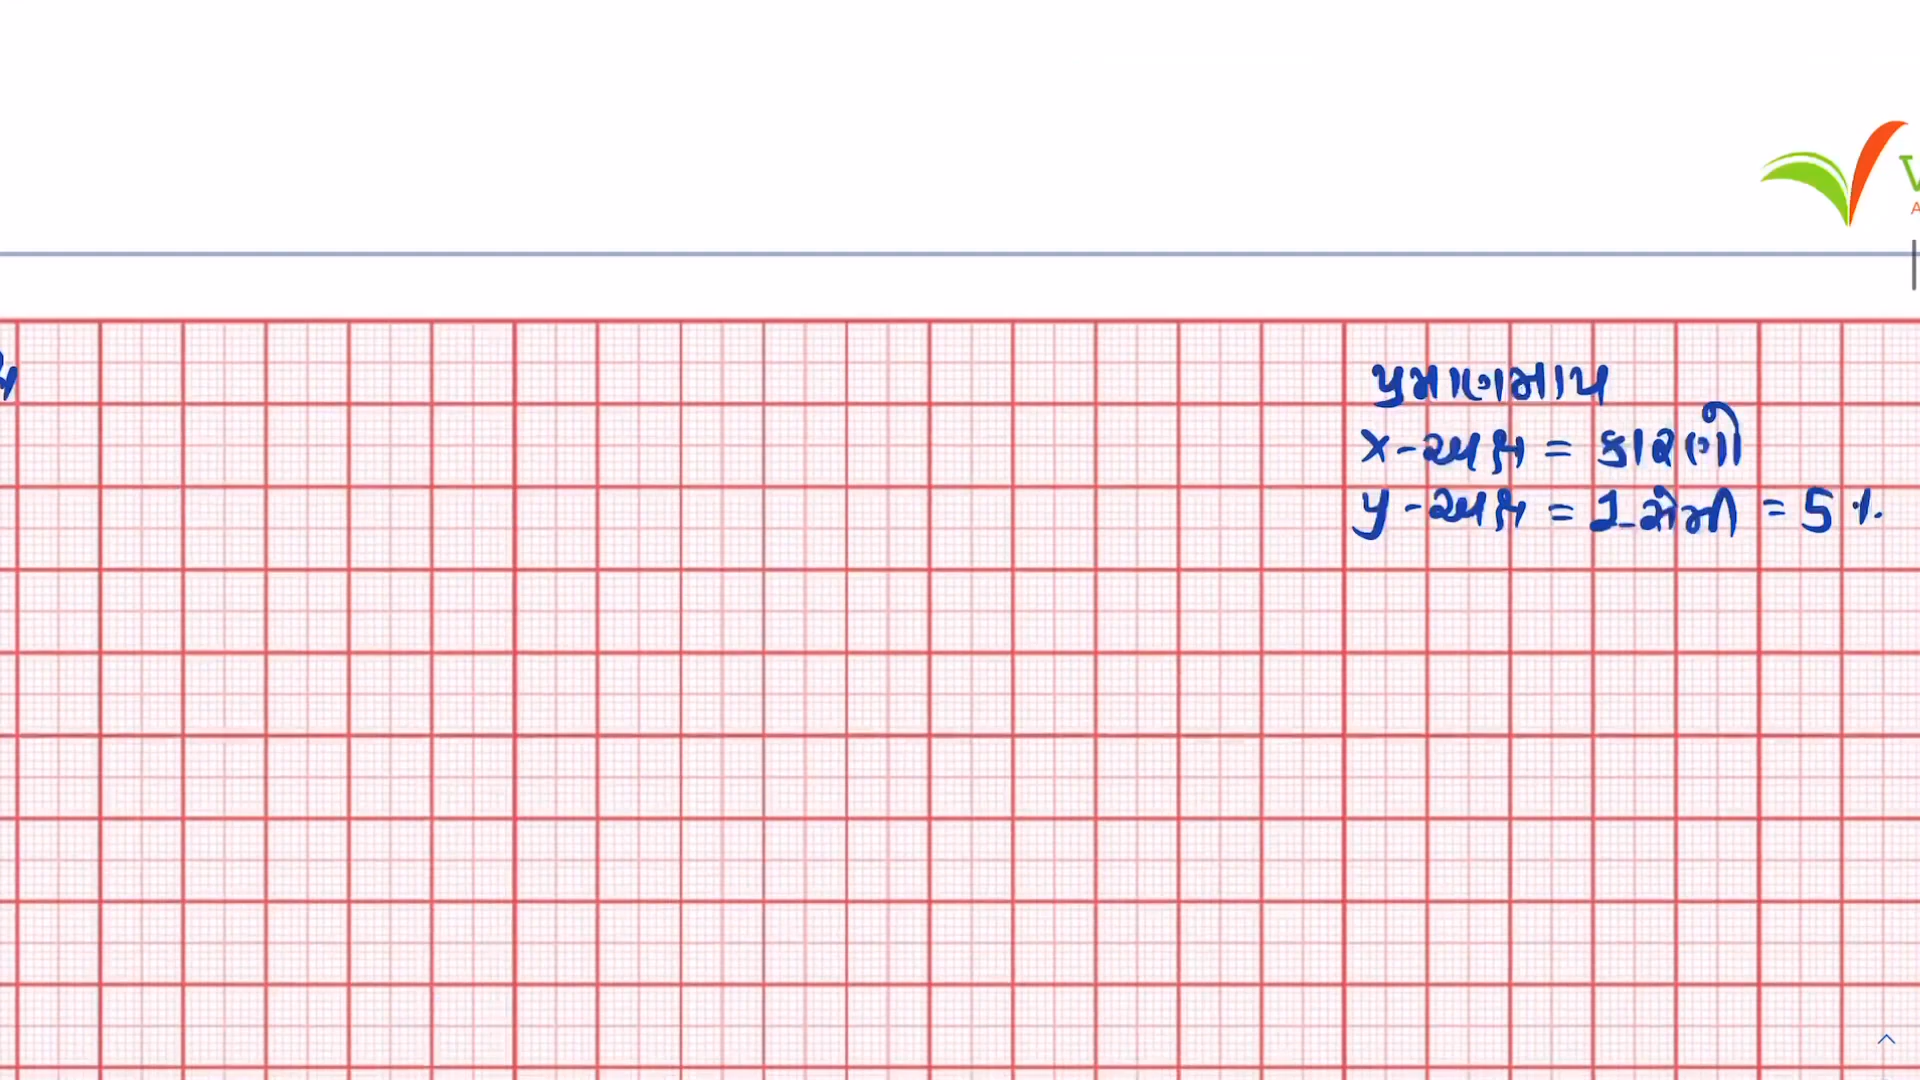 પ્રમાણમાપ
x-અક્ષ = કારણો
y-અક્ષ = 1 સેમી = 5 %